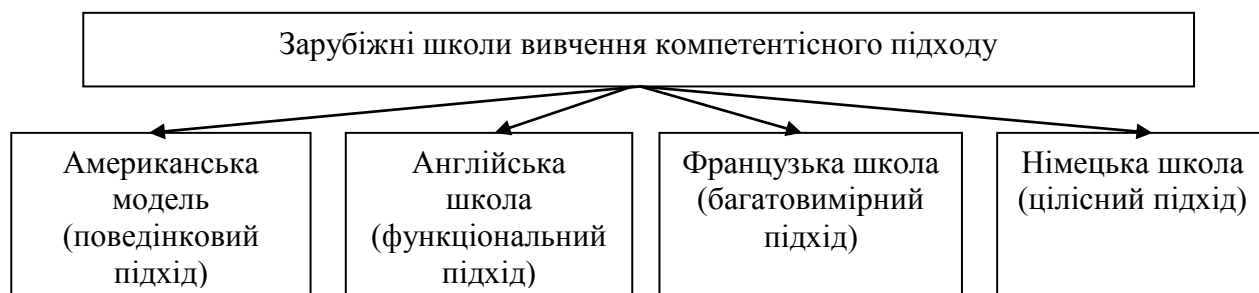 Зарубіжні школи вивчення компетентісного підходу
Американська
модель
(поведінковий
підхід)
Англійська
школа
(функціональний
підхід)
Французька школа
(багатовимірний
підхід)
Німецька школа
(цілісний підхід)